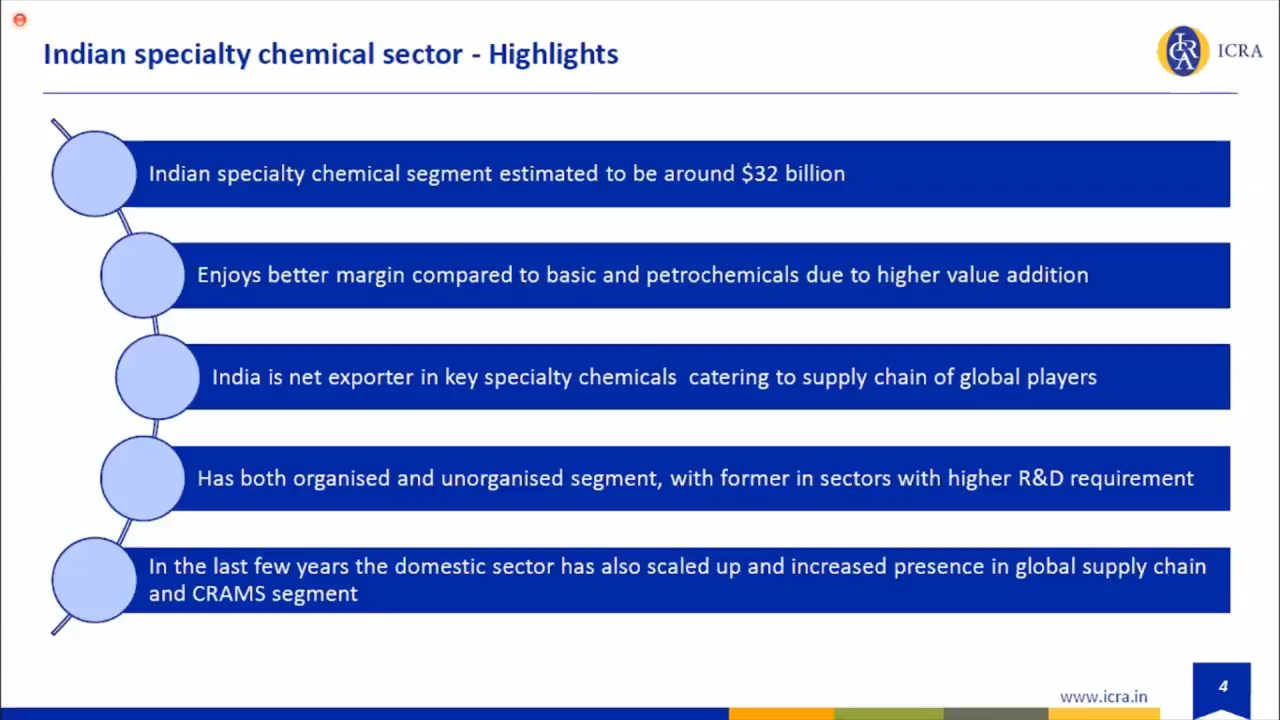 Indian specialty chemical sector - Highlights
ICRA
ICRA
Indian specialty chemical segment estimated to be around $32 billion
Enjoys better margin compared to basic and petrochemicals due to higher value addition
India is net exporter in key specialty chemicals  catering to supply chain of global players
Has both organised and unorganised segment, with former in sectors with higher R&D requirement
In the last few years the domestic sector has also scaled up and increased presence in global supply chain
and CRAMS segment
www.icra.in
4